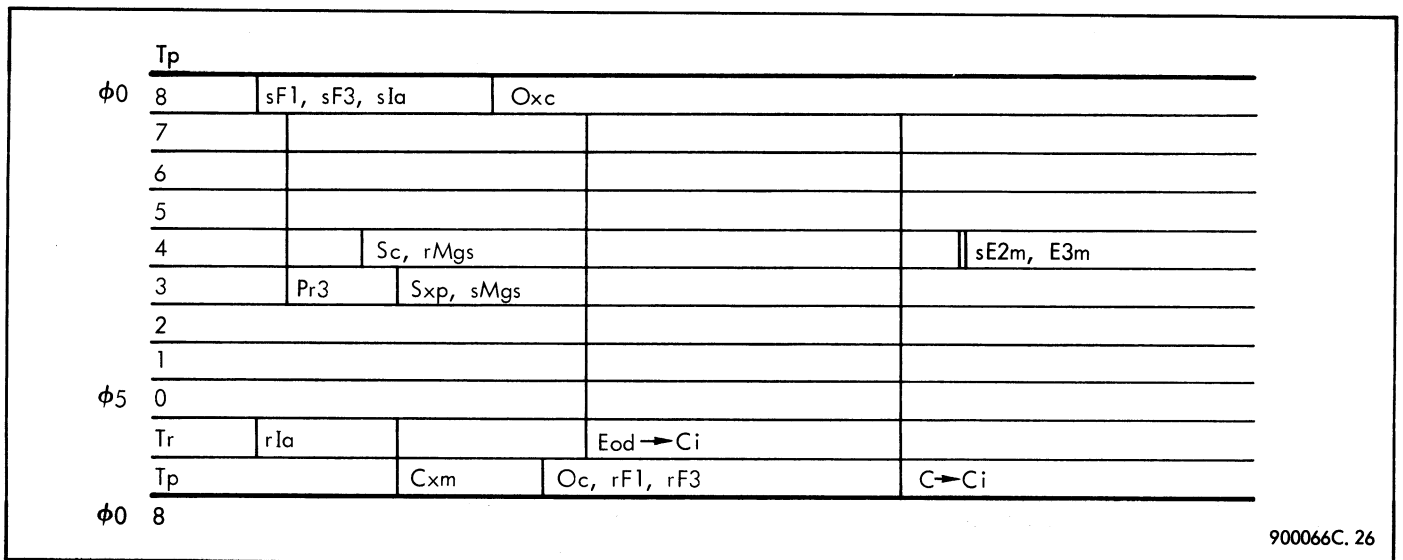 Tp
ϕ0 8 sF1, sF3, sIa Oxc
7
6
5
4 Sc, rMgs sE2m, E3m
3 Pr3 Sxp, sMgs
2
1
ϕ5 0
Tr rIa Eod→Ci
Tp Cxm Oc, rF1, rF3 C→Ci
ϕ0 8
900066C. 26